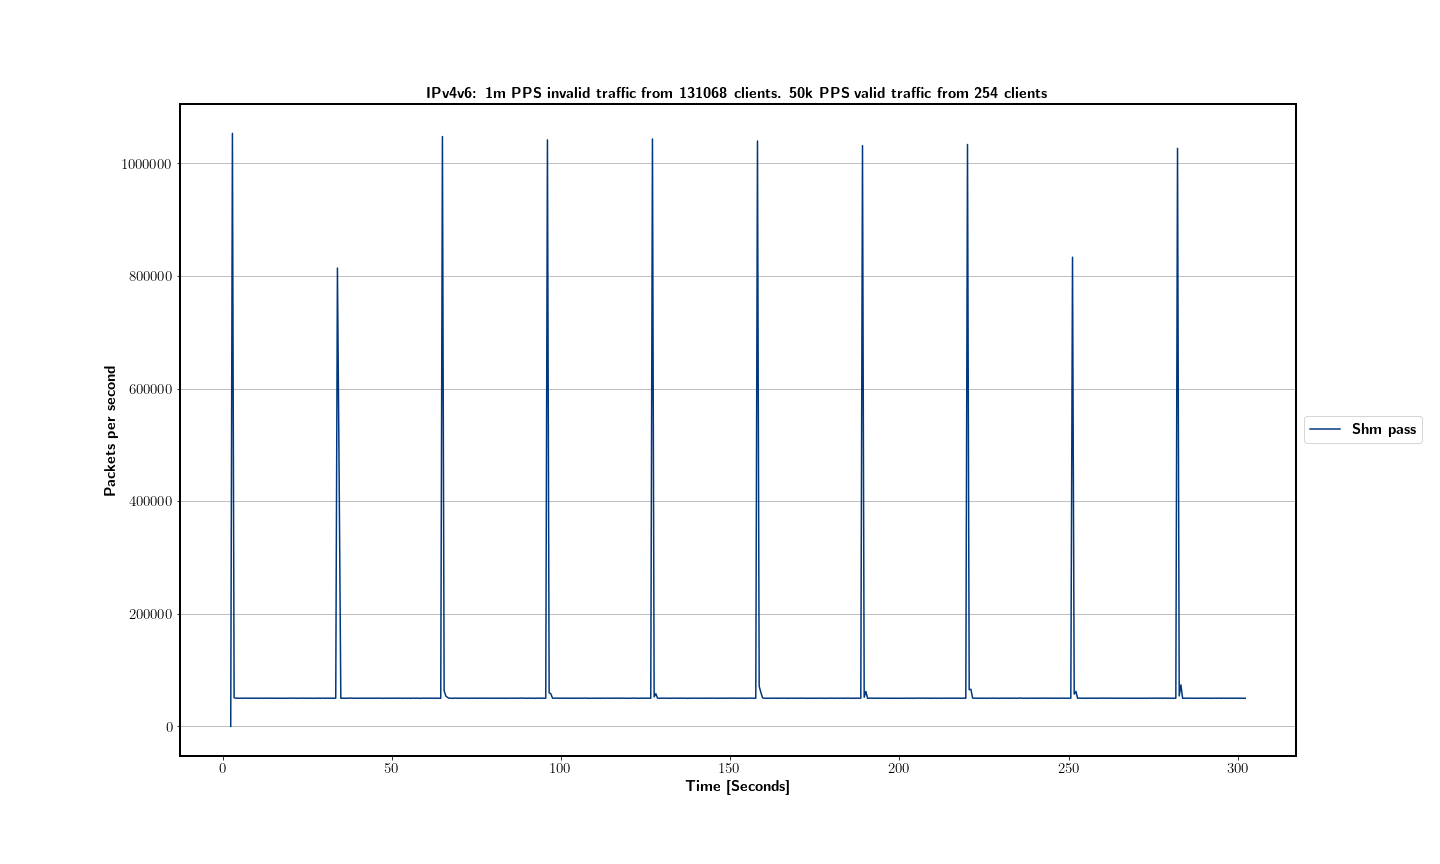 IPv4v6: 1m PPS invalid traffic from 131068 clients. 50k PPS valid traffic from 254 clients
Packets per second
1000000
800000
600000
400000
200000
0
0 50 100 150 200 250 300
Time [Seconds]
Shm pass